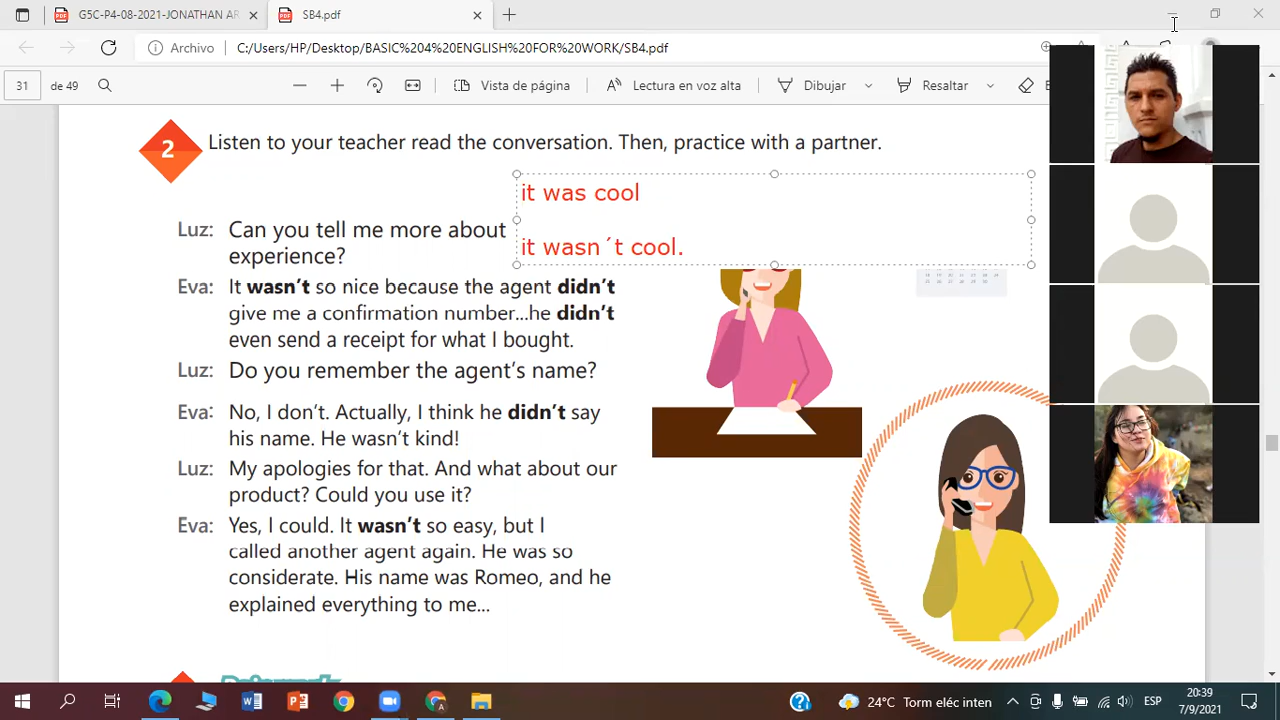 G5C-P4-08-2021-JONATHAN AR
SB4.pdf
Archivo
C:/Users/HP/Desktop/BASIC%204%20ENGLISH%20FOR%20WORK/SB4.pdf
31 de 49
Vista de página
Lectura en voz alta
Dibujar
Resaltar
2 Listen to your teacher read the conversation. Then, practice with a partner.
it was cool
it wasn´t cool.
Luz: Can you tell me more about
experience?
Eva: It wasn't so nice because the agent didn't
give me a confirmation number...he didn't
even send a receipt for what I bought.
Luz: Do you remember the agent's name?
Eva: No, I don't. Actually, I think he didn't say
his name. He wasn't kind!
Luz: My apologies for that. And what about our
product? Could you use it?
Eva: Yes, I could. It wasn't so easy, but I
called another agent again. He was so
considerate. His name was Romeo, and he
explained everything to me...
24°C Torm eléc inten
ESP
20:39
7/9/2021